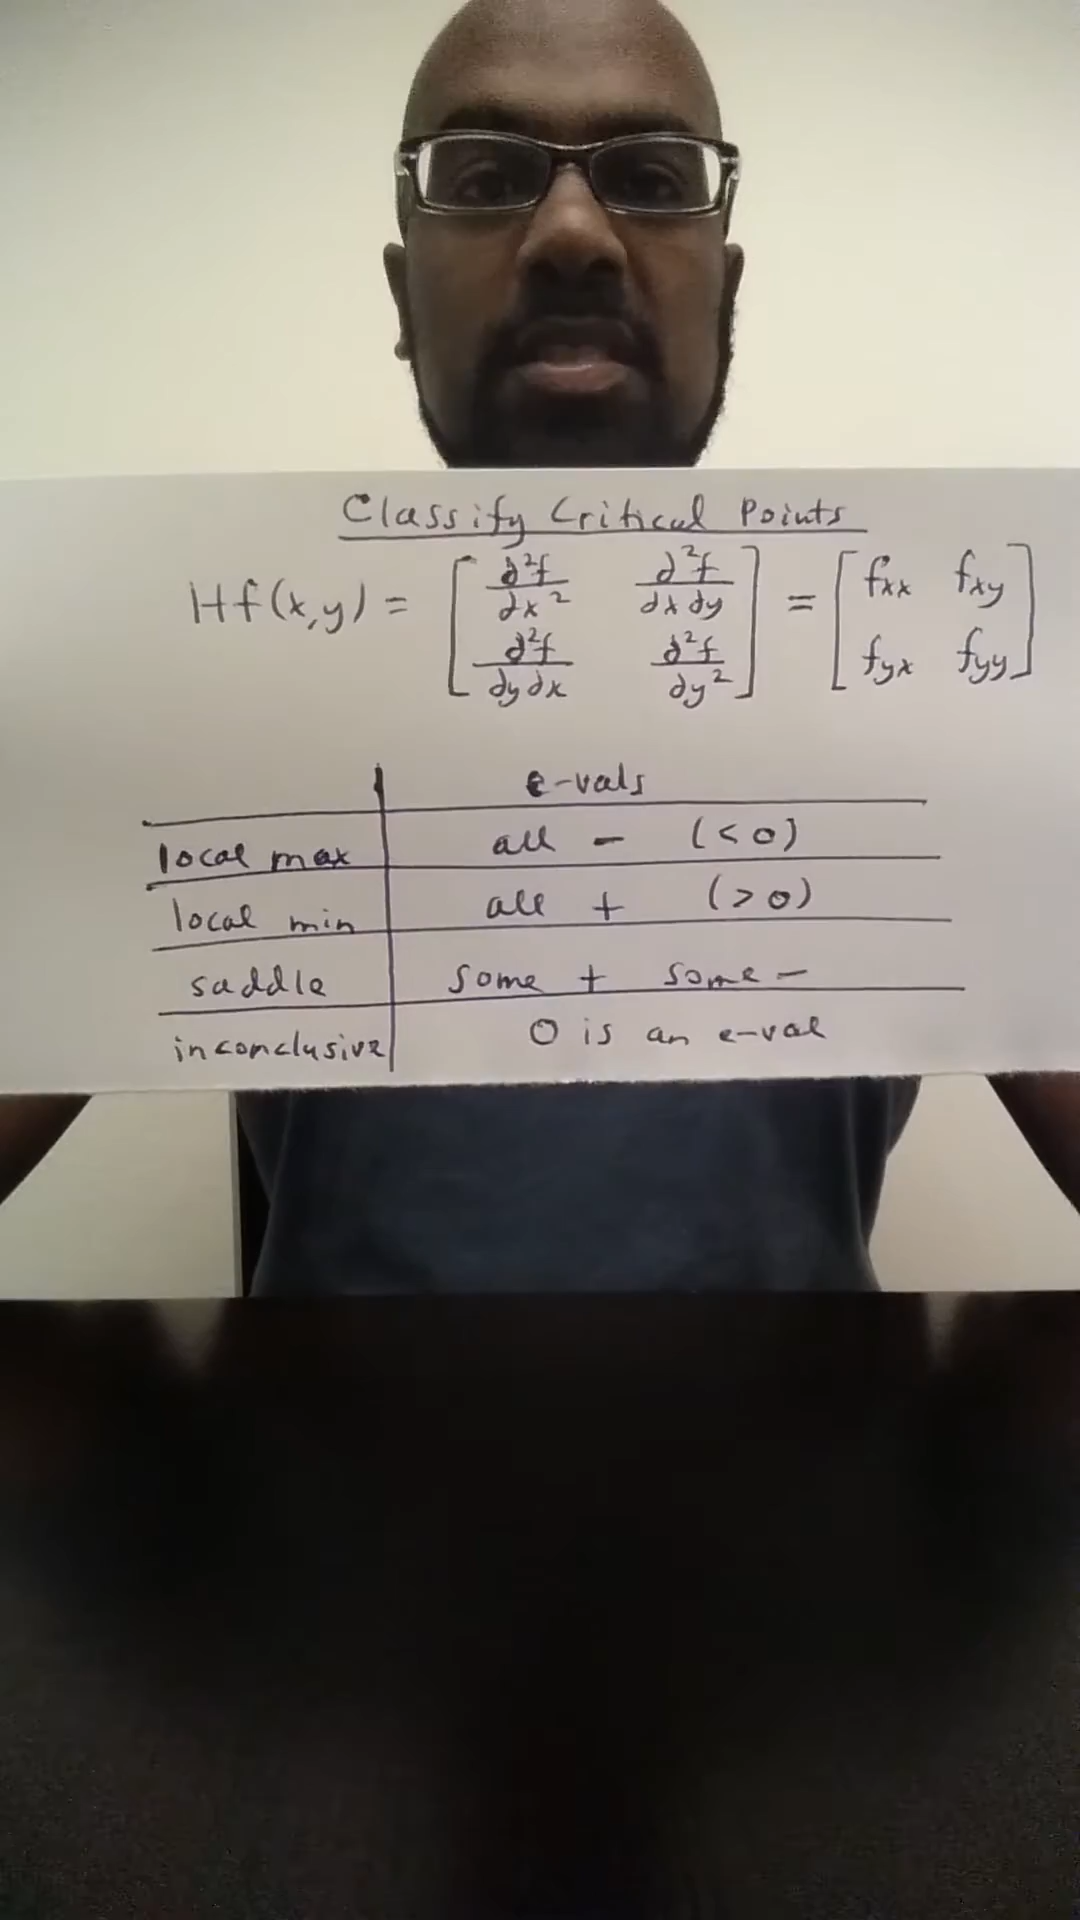 Classify Critical Points
Hf(x,y) = [ ∂²f/∂x² ∂²f/∂x∂y ; ∂²f/∂y∂x ∂²f/∂y² ] = [ fxx fxy ; fyx fyy ]
e-vals
local max all - (<0)
local min all + (>0)
saddle some + some -
inconclusive 0 is an e-val